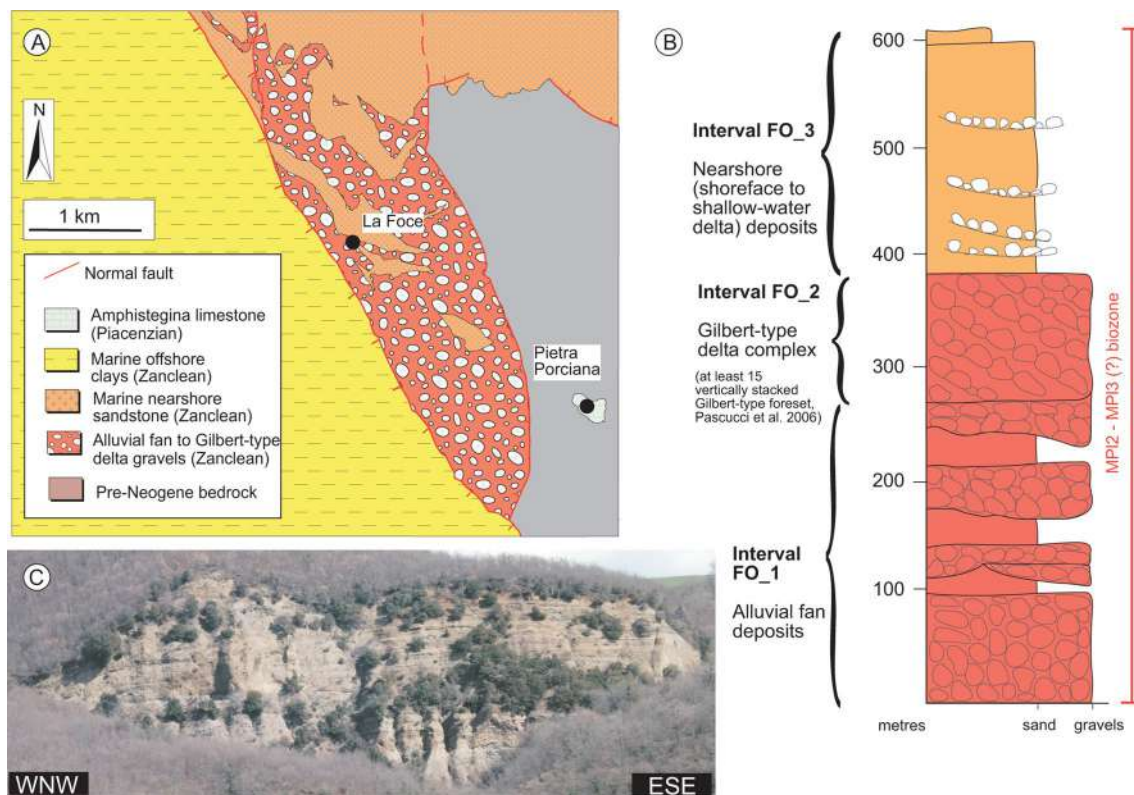 A
N
1 km
La Foce
Pietra
Porciana
Normal fault
Amphistegina limestone
(Piacenzian)
Marine offshore
clays (Zanclean)
Marine nearshore
sandstone (Zanclean)
Alluvial fan to Gilbert-type
delta gravels (Zanclean)
Pre-Neogene bedrock
B
600
500
400
300
200
100
metres
sand
gravels
Interval FO_3
Nearshore
(shoreface to
shallow-water
delta) deposits
Interval FO_2
Gilbert-type
delta complex
(at least 15
vertically stacked
Gilbert-type foreset,
Pascucci et al. 2006)
Interval
FO_1
Alluvial fan
deposits
MPl2 - MPl3 (?) biozone
C
WNW
ESE